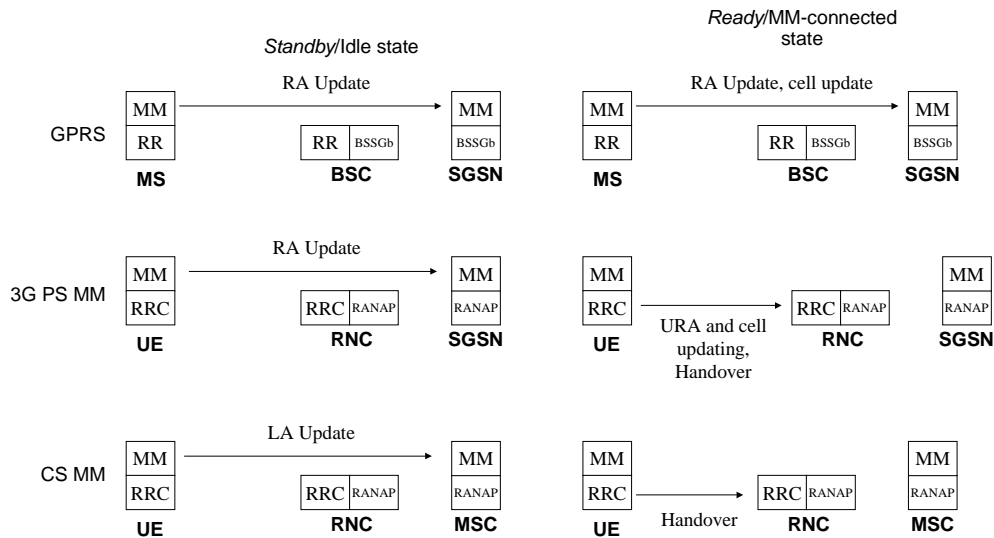 Standby/Idle state
Ready/MM-connected
state
GPRS
RA Update
MM
RR
MS
RR BSSGb
BSC
MM
BSSGb
SGSN
RA Update, cell update
MM
RR
MS
RR BSSGb
BSC
MM
BSSGb
SGSN
3G PS MM
RA Update
MM
RRC
UE
RRC RANAP
RNC
MM
RANAP
SGSN
MM
RRC
UE
URA and cell
updating,
Handover
RRC RANAP
RNC
MM
RANAP
SGSN
CS MM
LA Update
MM
RRC
UE
RRC RANAP
RNC
MM
RANAP
MSC
MM
RRC
UE
Handover
RRC RANAP
RNC
MM
RANAP
MSC